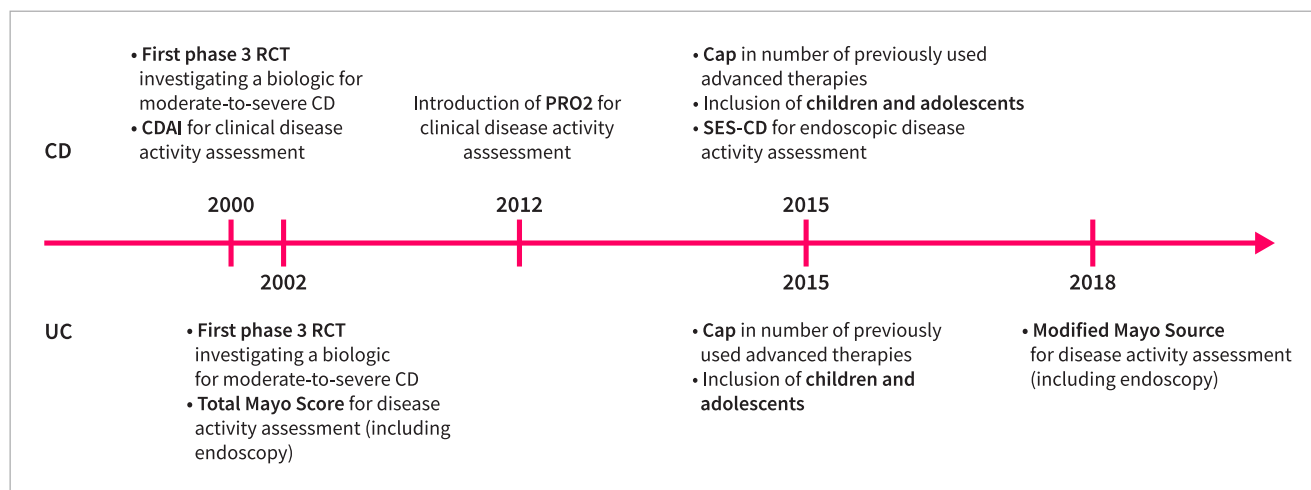 • First phase 3 RCT
investigating a biologic for
moderate-to-severe CD
• CDAI for clinical disease
activity assessment
Introduction of PRO2 for
clinical disease activity
asssessment
• Cap in number of previously used
advanced therapies
• Inclusion of children and adolescents
• SES-CD for endoscopic disease
activity assessment
CD
2000
2012
2015
2002
2015
2018
UC
• First phase 3 RCT
investigating a biologic
for moderate-to-severe CD
• Total Mayo Score for disease
activity assessment (including
endoscopy)
• Cap in number of previously
used advanced therapies
• Inclusion of children and
adolescents
• Modified Mayo Source
for disease activity assessment
(including endoscopy)